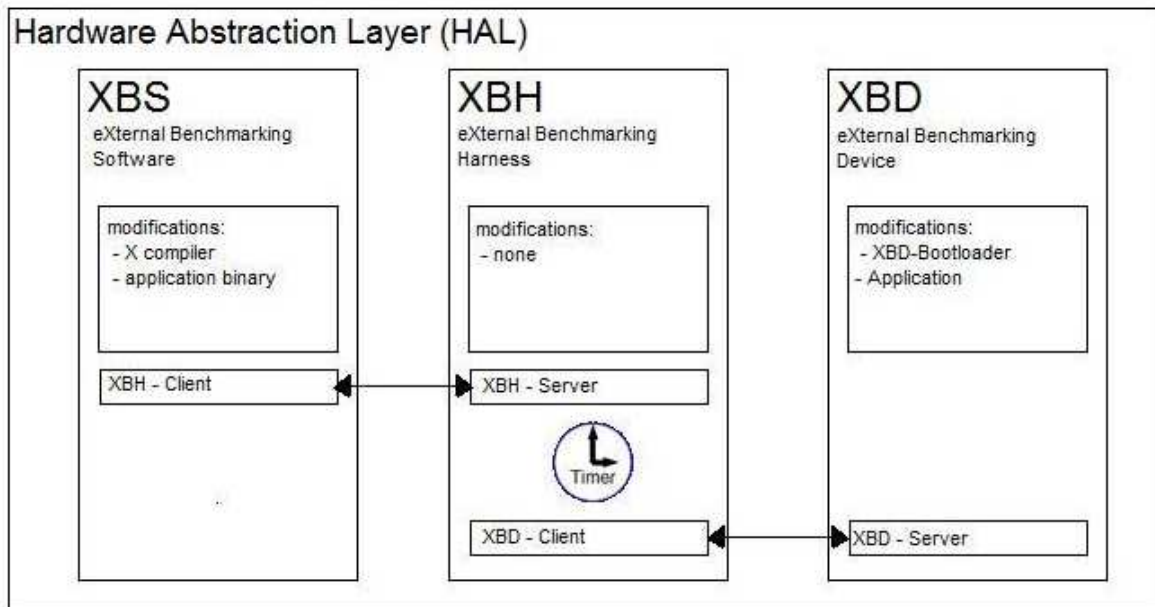 Hardware Abstraction Layer (HAL)
XBS
eXternal Benchmarking
Software
modifications:
- X compiler
- application binary
XBH - Client
XBH
eXternal Benchmarking
Harness
modifications:
- none
XBH - Server
Timer
XBD - Client
XBD
eXternal Benchmarking
Device
modifications:
- XBD-Bootloader
- Application
XBD - Server